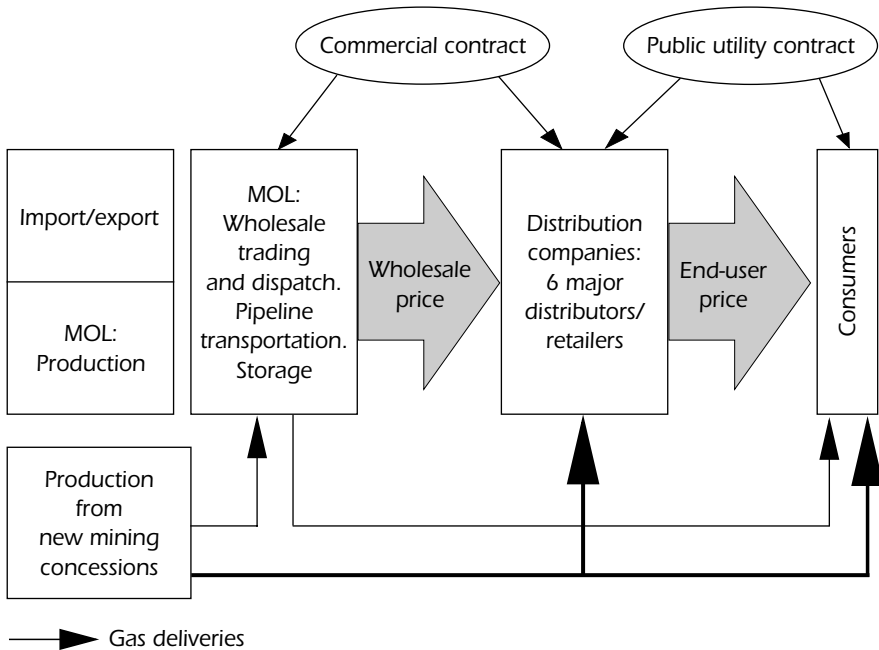 Commercial contract
Public utility contract
Import/export
MOL:
Production
MOL:
Wholesale
trading
and dispatch.
Pipeline
transportation.
Storage
Wholesale
price
Distribution
companies:
6 major
distributors/
retailers
End-user
price
Consumers
Production
from
new mining
concessions
Gas deliveries